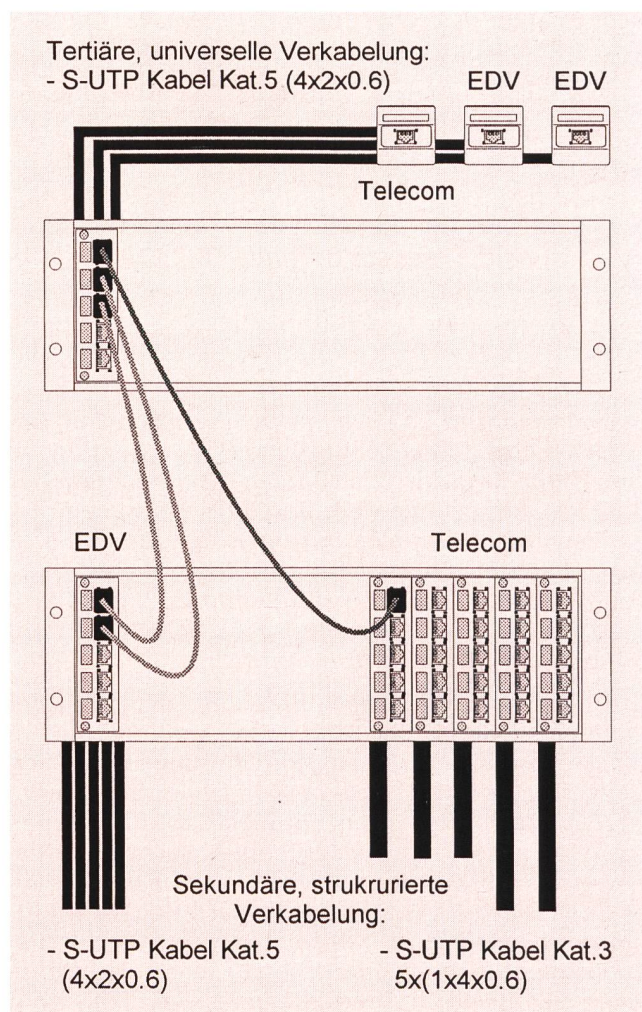 Tertiäre, universelle Verkabelung:
- S-UTP Kabel Kat.5 (4x2x0.6) EDV EDV
Telecom
EDV Telecom
Sekundäre, strukrurierte
Verkabelung:
- S-UTP Kabel Kat.5 - S-UTP Kabel Kat.3
(4x2x0.6) 5x(1x4x0.6)